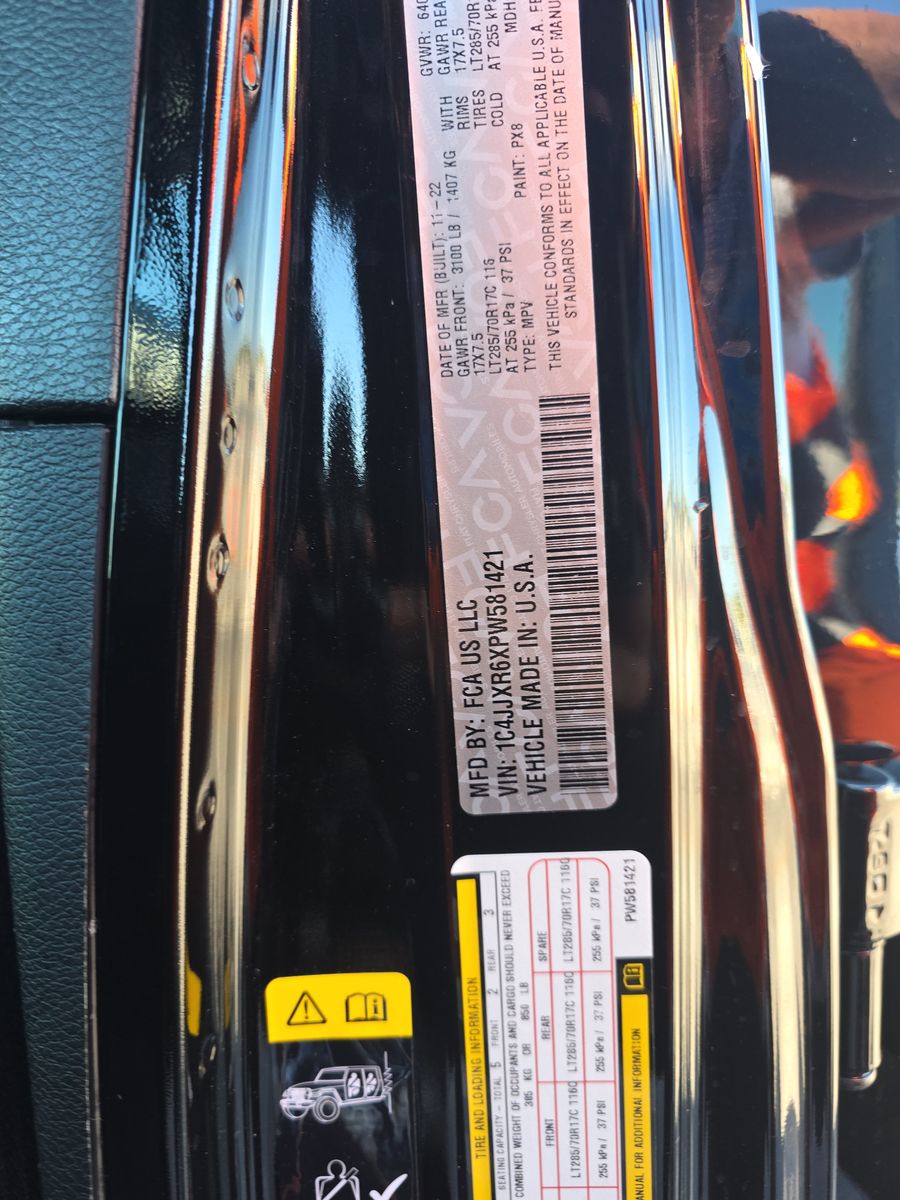 MFD BY: FCA US LLC
VIN: 1C4JJXR6XPW581421
VEHICLE MADE IN: U.S.A.
DATE OF MFR (BUILT): 11-22
GAWR FRONT: 3100 LB / 1407 KG WITH
17X7.5 RIMS
LT285/70R17C 116 TIRES
AT 255 kPa / 37 PSI COLD
TYPE: MPV PAINT: PX8
GVWR: 640
GAWR REA
17X7.5
LT285/70R1
AT 255 kPa
MDH
THIS VEHICLE CONFORMS TO ALL APPLICABLE U.S.A. FE
STANDARDS IN EFFECT ON THE DATE OF MANU
TIRE AND LOADING INFORMATION
SEATING CAPACITY - TOTAL 5 FRONT 2 REAR 3
COMBINED WEIGHT OF OCCUPANTS AND CARGO SHOULD NEVER EXCEED
385 KG OR 850 LB
FRONT REAR SPARE
LT285/70R17C 116Q LT285/70R17C 116Q LT285/70R17C 116Q
255 kPa / 37 PSI 255 kPa / 37 PSI 255 kPa / 37 PSI
MANUAL FOR ADDITIONAL INFORMATION
PW581421